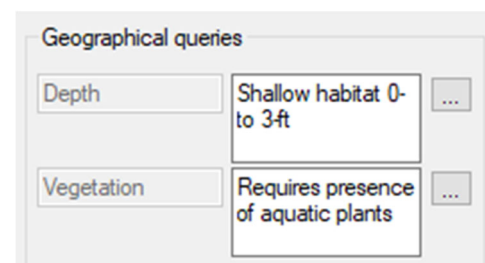 Geographical queries
Depth
Shallow habitat 0-
to 3-ft
...
Vegetation
Requires presence
of aquatic plants
...